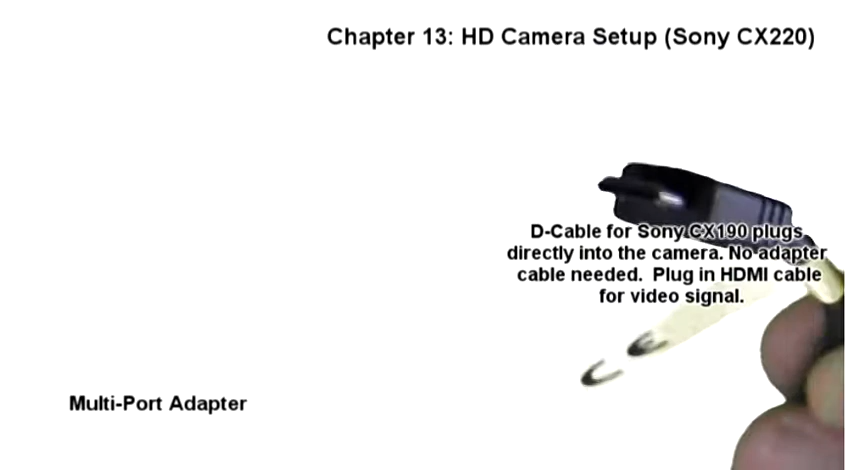 Chapter 13: HD Camera Setup (Sony CX220)
D-Cable for Sony CX190 plugs
directly into the camera. No adapter
cable needed. Plug in HDMI cable
for video signal.
Multi-Port Adapter